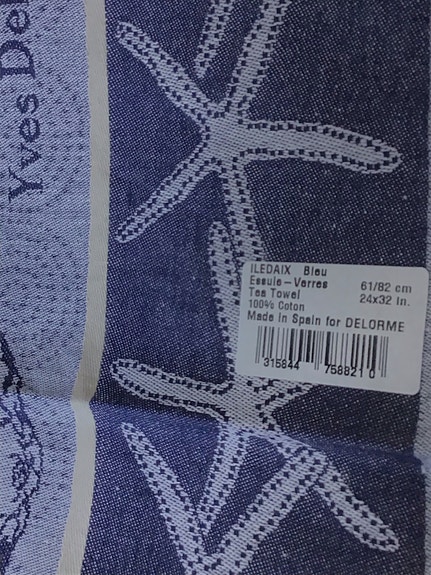 Yves De
ILEDAIX Bleu
Essuie-Verres 61/82 cm
Tea Towel 24x32 In.
100% Coton
Made in Spain for DELORME
315844 758821 0